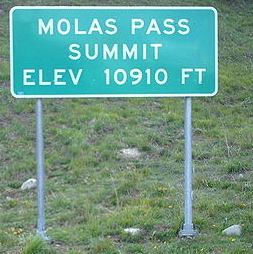 MOLAS PASS
SUMMIT
ELEV 10910 FT